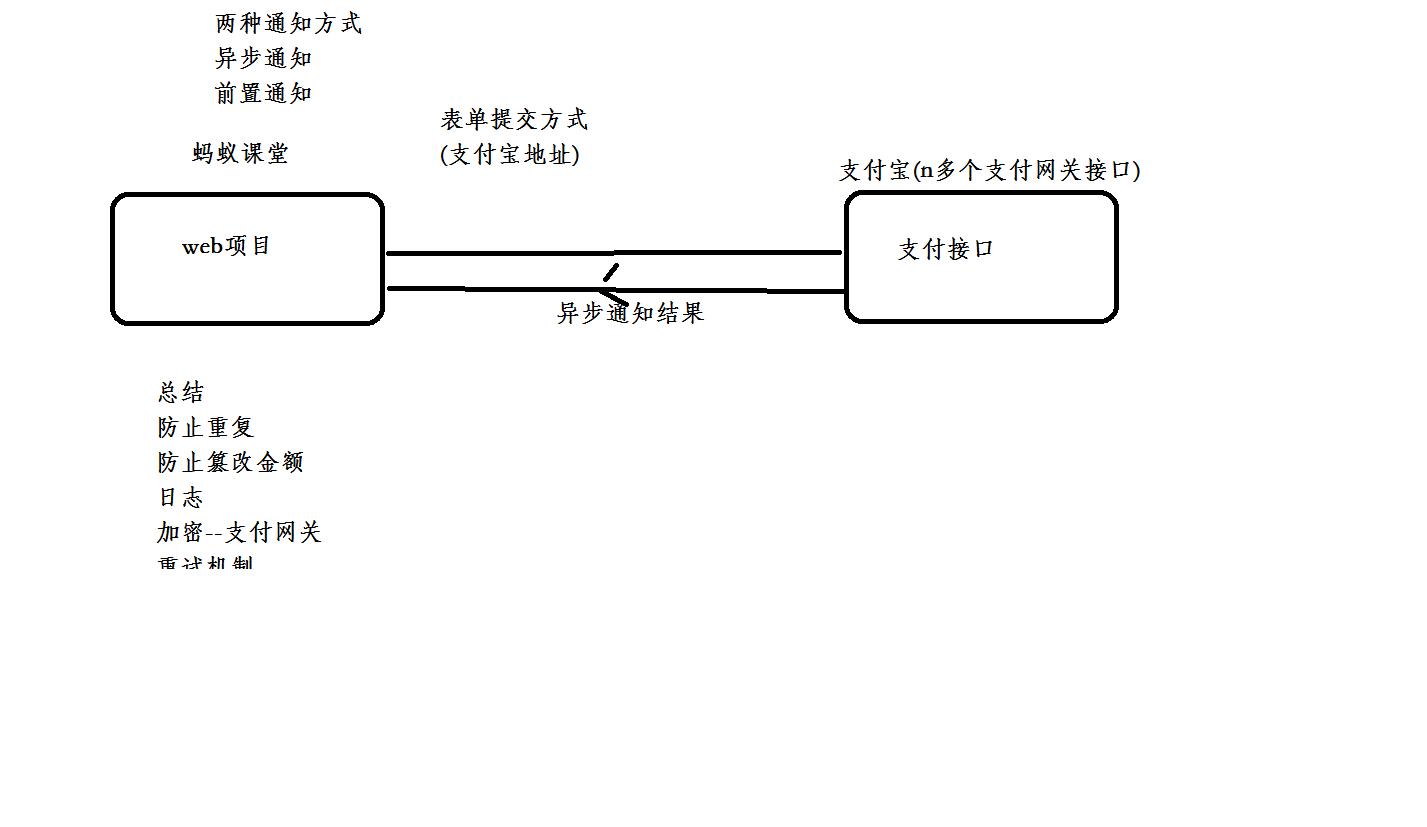 两种通知方式
异步通知
前置通知
表单提交方式
(支付宝地址)
蚂蚁课堂
支付宝(n多个支付网关接口)
web项目
支付接口
异步通知结果
总结
防止重复
防止篡改金额
日志
加密--支付网关
重试机制